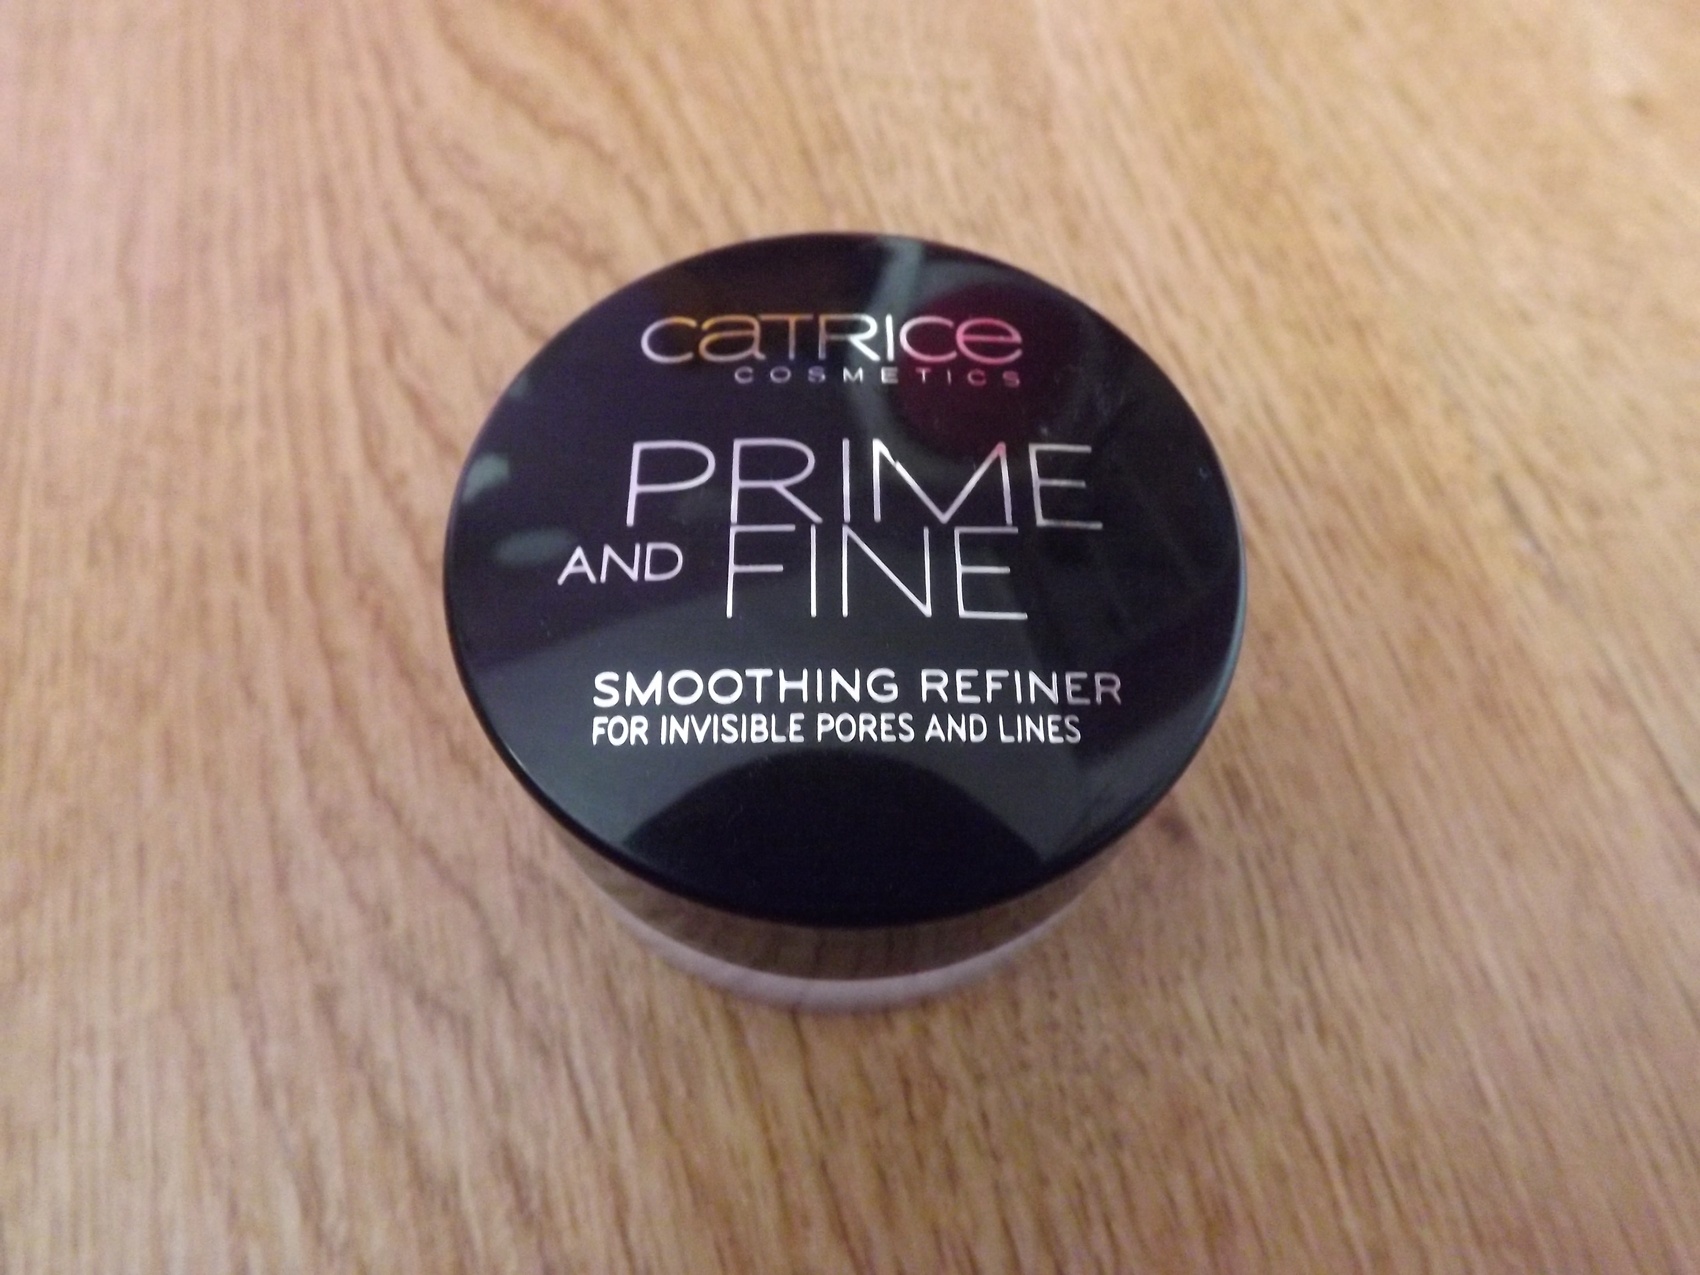 caTRIce
COSMETICS
PRIME
AND FINE
SMOOTHING REFINER
FOR INVISIBLE PORES AND LINES